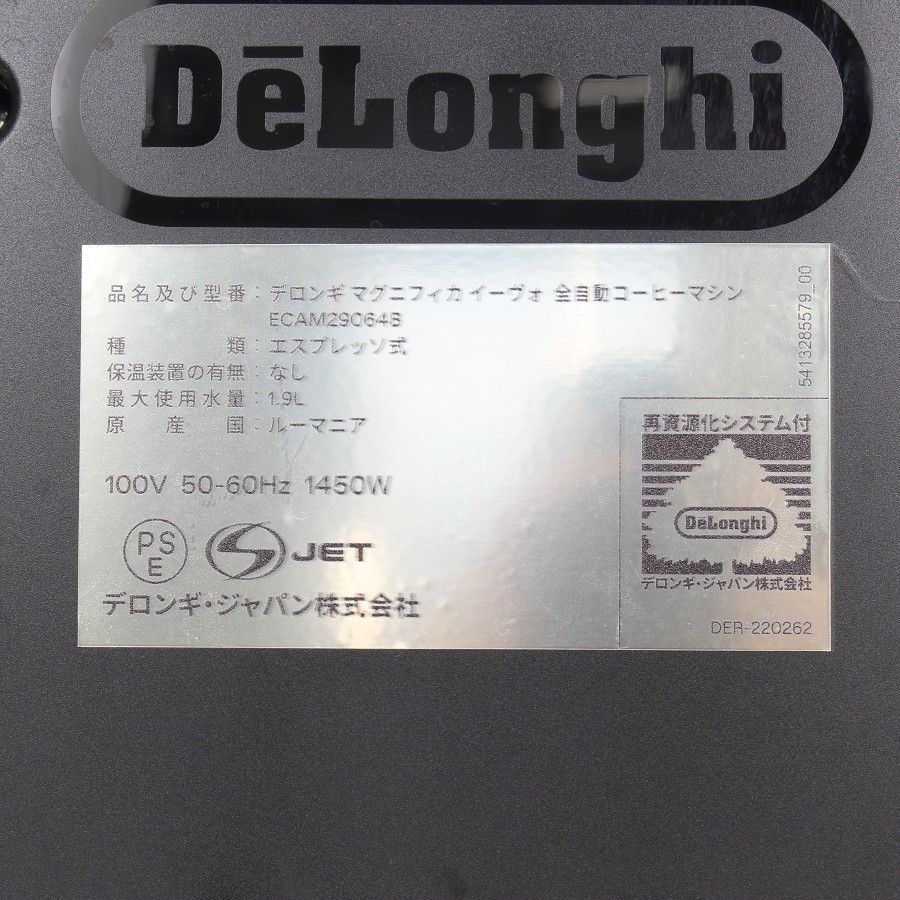 DēLonghi
品名及び型番：デロンギ マグニフィカ イーヴォ 全自動コーヒーマシン
ECAM29064B
種類：エスプレッソ式
保温装置の有無：なし
最大使用水量：1.9L
原産国：ルーマニア
100V 50-60Hz 1450W
PS
E
JET
デロンギ・ジャパン株式会社
5413285579_00
再資源化システム付
DēLonghi
デロンギ・ジャパン株式会社
DER-220262